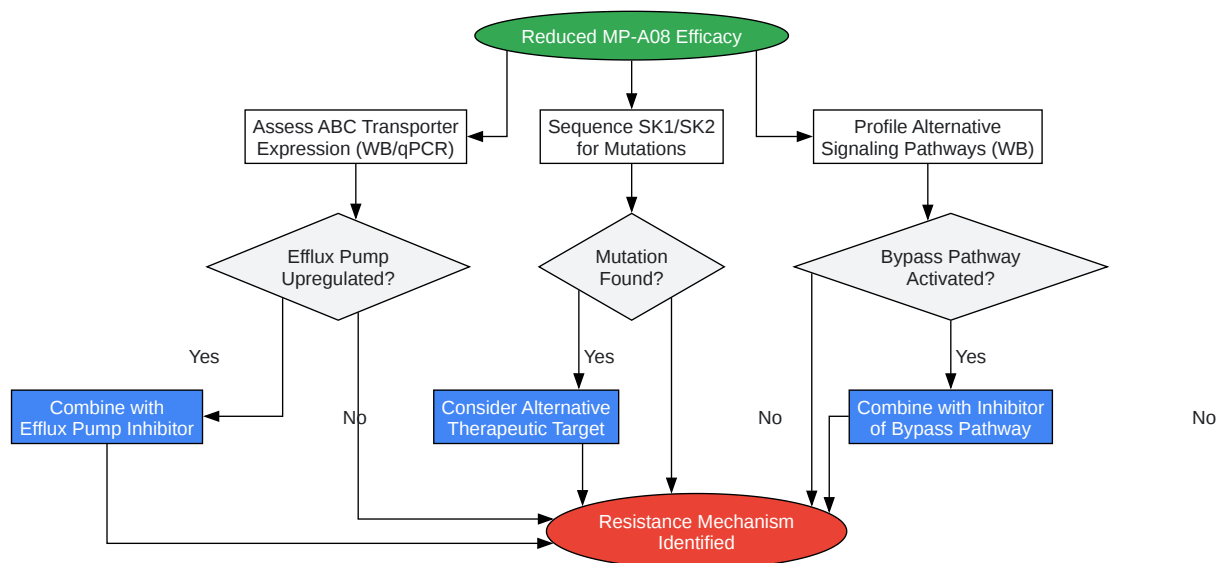 Reduced MP-A08 Efficacy
Assess ABC Transporter
Expression (WB/qPCR)
Sequence SK1/SK2
for Mutations
Profile Alternative
Signaling Pathways (WB)
Efflux Pump
Upregulated?
Mutation
Found?
Bypass Pathway
Activated?
Yes
Yes
Yes
Combine with
Efflux Pump Inhibitor
No
Consider Alternative
Therapeutic Target
No
Combine with Inhibitor
of Bypass Pathway
No
Resistance Mechanism
Identified